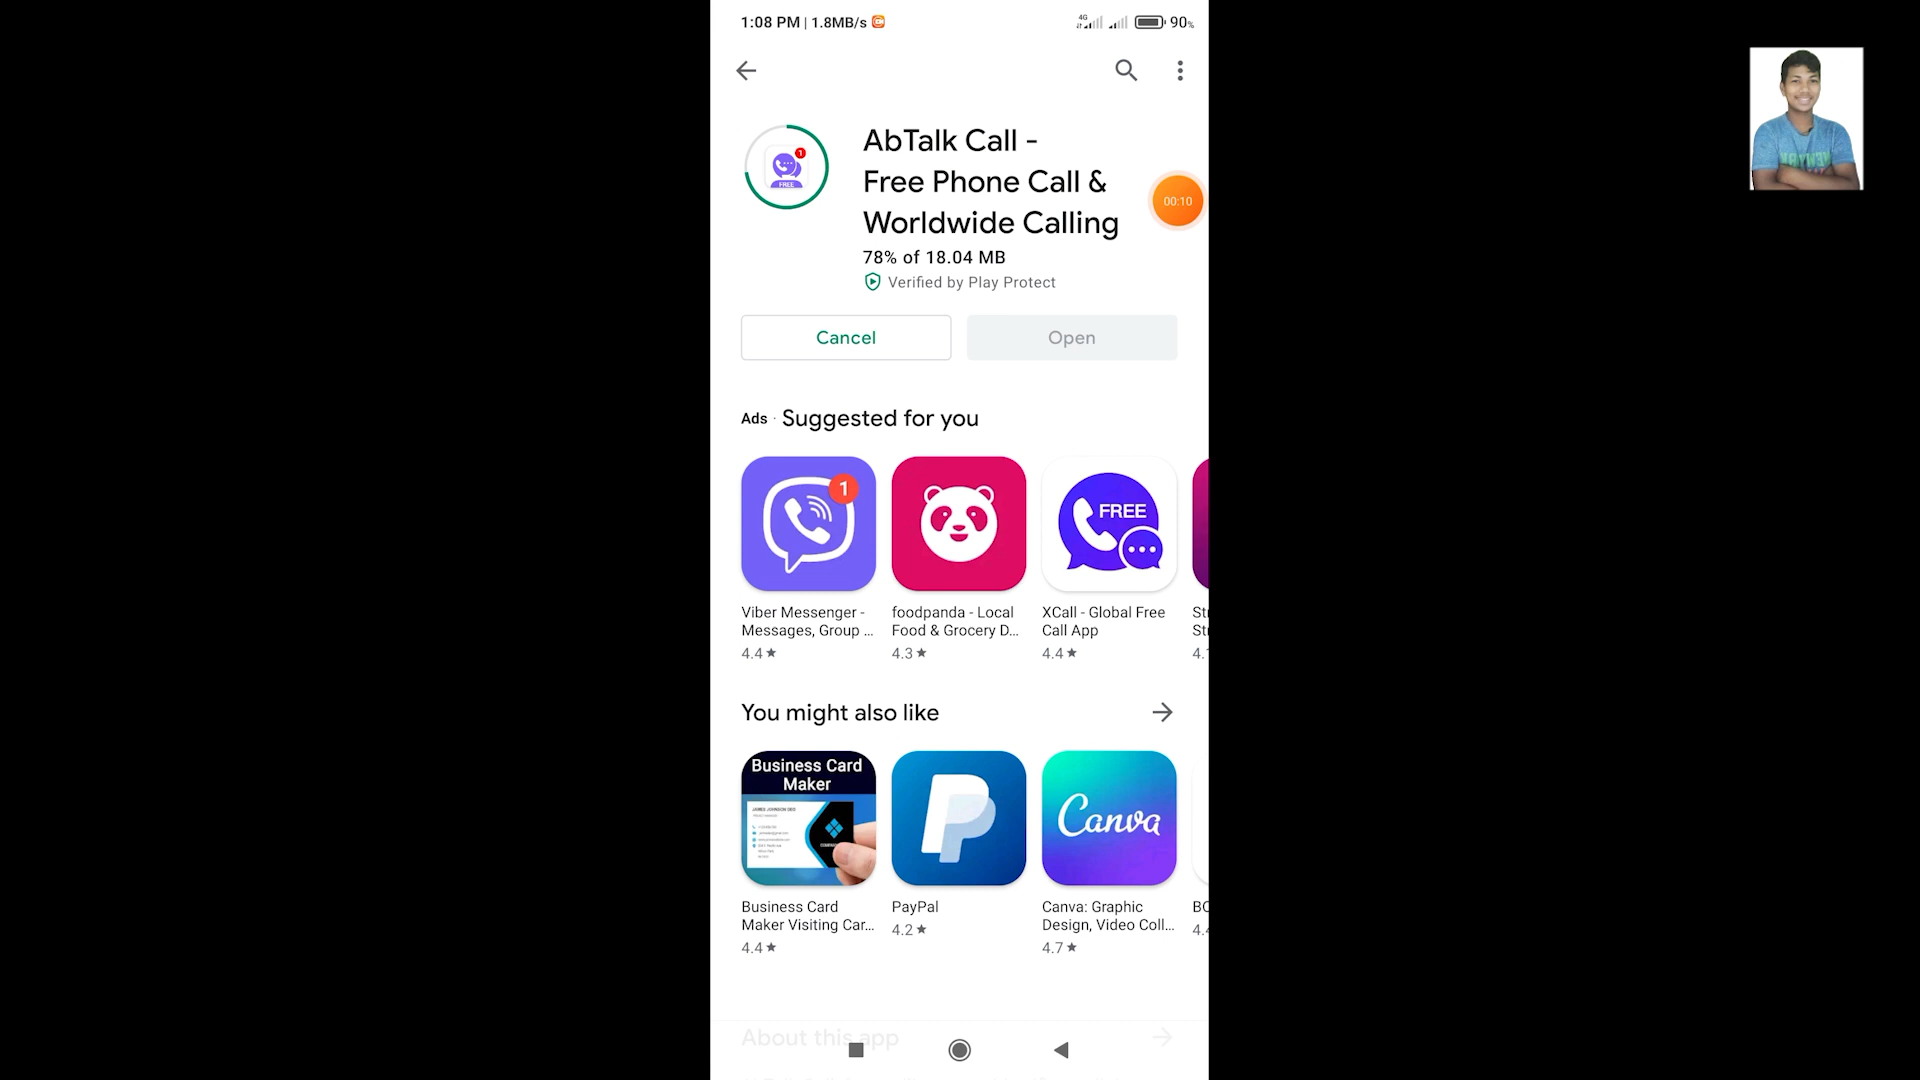 1:08 PM | 1.8MB/s
4G
90%
AbTalk Call -
Free Phone Call &
Worldwide Calling
1
FREE
00:10
78% of 18.04 MB
Verified by Play Protect
Cancel
Open
Ads · Suggested for you
1
FREE
Viber Messenger -
Messages, Group ...
4.4★
foodpanda - Local
Food & Grocery D...
4.3★
XCall - Global Free
Call App
4.4★
You might also like
Business Card
Maker
Canva
Business Card
Maker Visiting Car...
4.4★
PayPal
4.2★
Canva: Graphic
Design, Video Coll...
4.7★
About this app